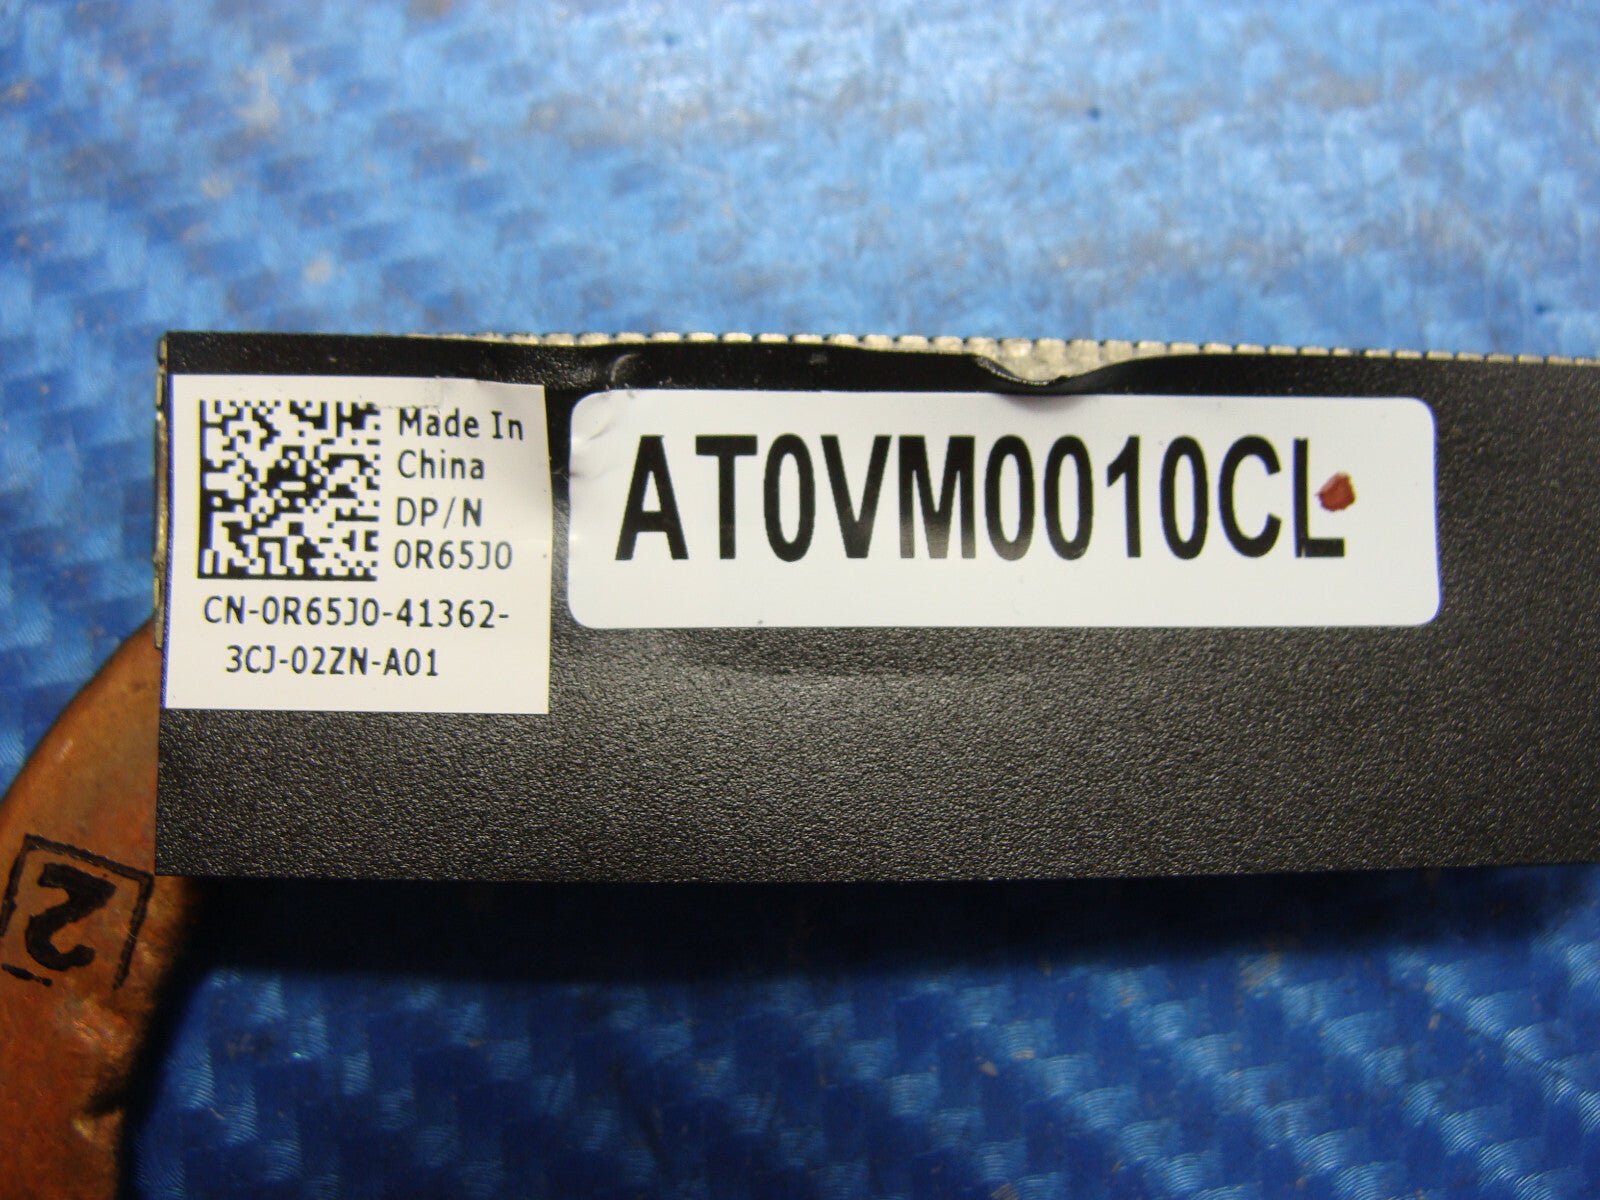 Made In
China
DP/N
0R65J0
CN-0R65J0-41362-
3CJ-02ZN-A01
AT0VM0010CL
2